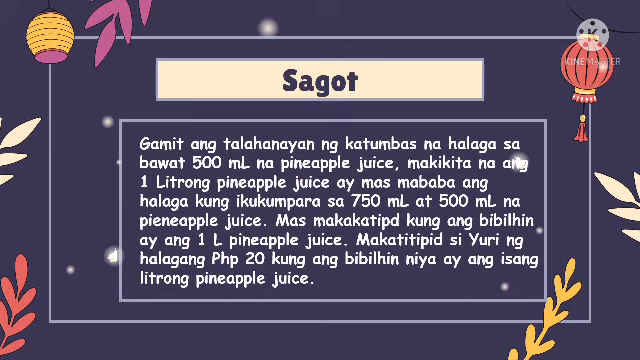 KINEMASTER
Sagot
Gamit ang talahanayan ng katumbas na halaga sa
bawat 500 mL na pineapple juice, makikita na ang
1 Litrong pineapple juice ay mas mababa ang
halaga kung ikukumpara sa 750 mL at 500 mL na
pieneapple juice. Mas makakatipd kung ang bibilhin
ay ang 1 L pineapple juice. Makatitipid si Yuri ng
halagang Php 20 kung ang bibilhin niya ay ang isang
litrong pineapple juice.